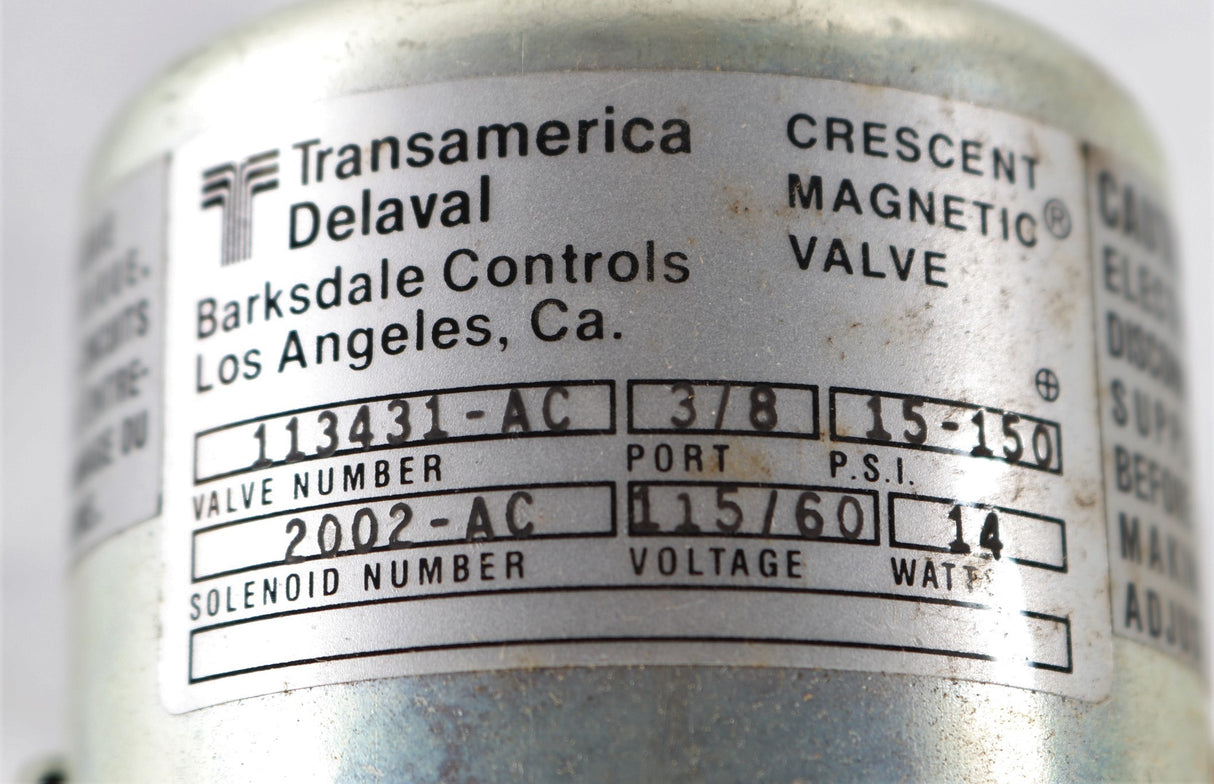 Transamerica
Delaval
Barksdale Controls
Los Angeles, Ca.
CRESCENT
MAGNETIC®
VALVE
113431-AC
VALVE NUMBER
3/8
PORT
15-150
P.S.I.
2002-AC
SOLENOID NUMBER
115/60
VOLTAGE
14
WATTS